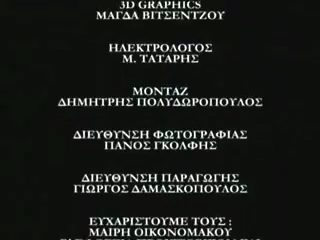 3D GRAPHICS
ΜΑΓΔΑ ΒΙΤΣΕΝΤΖΟΥ
ΗΛΕΚΤΡΟΛΟΓΟΣ
Μ. ΤΑΤΑΡΗΣ
ΜΟΝΤΑΖ
ΔΗΜΗΤΡΗΣ ΠΟΛΥΔΩΡΟΠΟΥΛΟΣ
ΔΙΕΥΘΥΝΣΗ ΦΩΤΟΓΡΑΦΙΑΣ
ΠΑΝΟΣ ΓΚΟΛΦΗΣ
ΔΙΕΥΘΥΝΣΗ ΠΑΡΑΓΩΓΗΣ
ΓΙΩΡΓΟΣ ΔΑΜΑΣΚΟΠΟΥΛΟΣ
ΕΥΧΑΡΙΣΤΟΥΜΕ ΤΟΥΣ :
ΜΑΙΡΗ ΟΙΚΟΝΟΜΑΚΟΥ